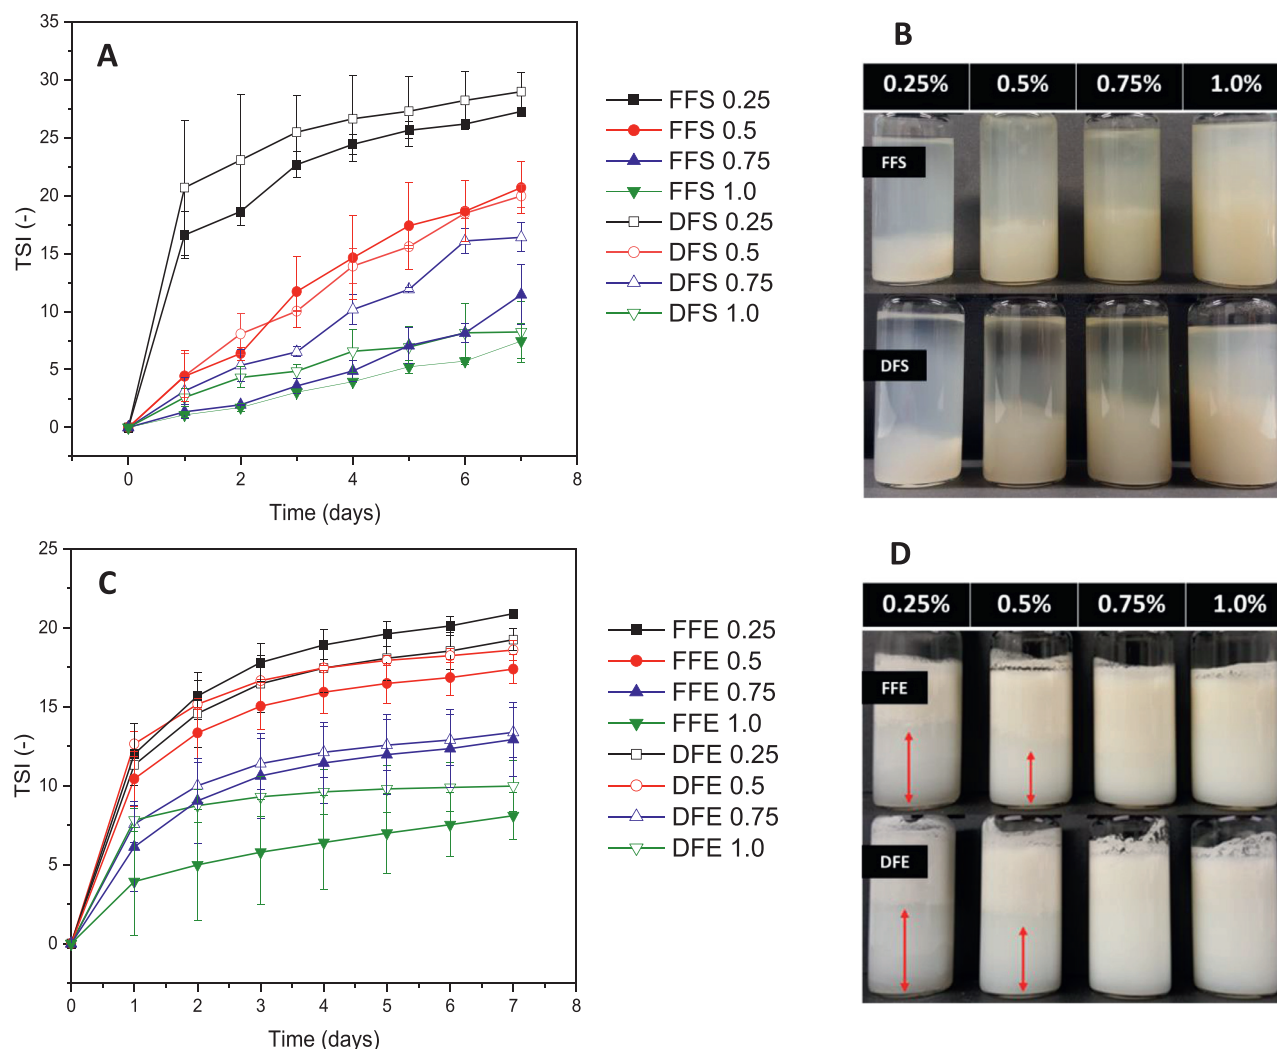 A
35
30
25
20
15
10
5
0
TSI (-)
0
2
4
6
8
Time (days)
FFS 0.25
FFS 0.5
FFS 0.75
FFS 1.0
DFS 0.25
DFS 0.5
DFS 0.75
DFS 1.0
B
0.25% 0.5% 0.75% 1.0%
FFS
DFS
C
25
20
15
10
5
0
TSI (-)
0
1
2
3
4
5
6
7
8
Time (days)
FFE 0.25
FFE 0.5
FFE 0.75
FFE 1.0
DFE 0.25
DFE 0.5
DFE 0.75
DFE 1.0
D
0.25% 0.5% 0.75% 1.0%
FFE
DFE